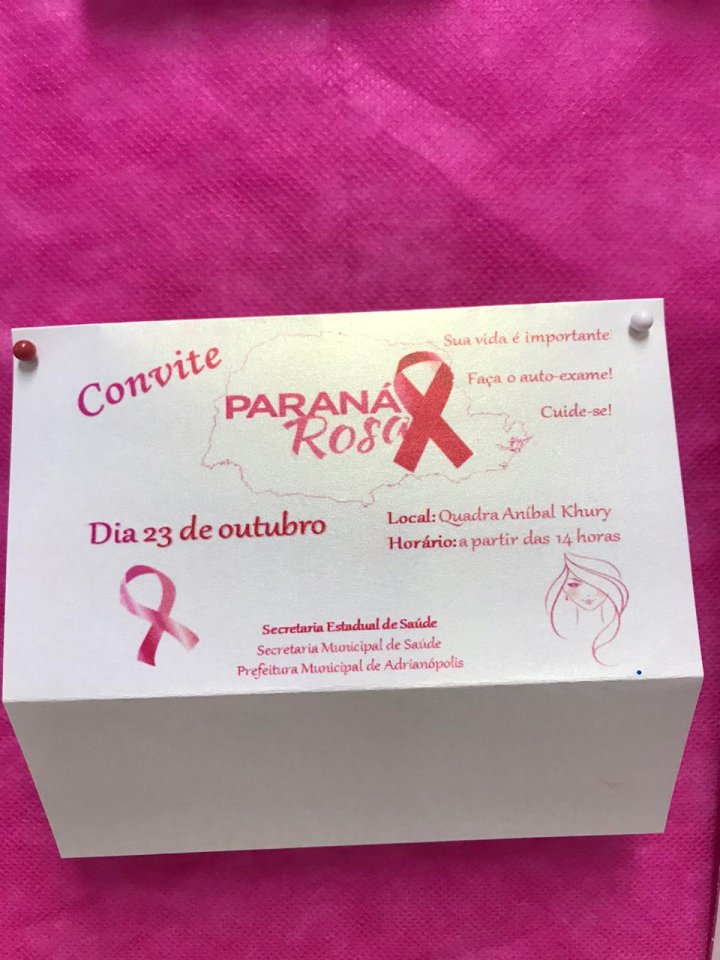 Convite
PARANÁ
Rosa
Sua vida é importante
Faça o auto-exame!
Cuide-se!
Dia 23 de outubro
Local: Quadra Aníbal Khury
Horário: a partir das 14 horas
Secretaria Estadual de Saúde
Secretaria Municipal de Saúde
Prefeitura Municipal de Adrianópolis